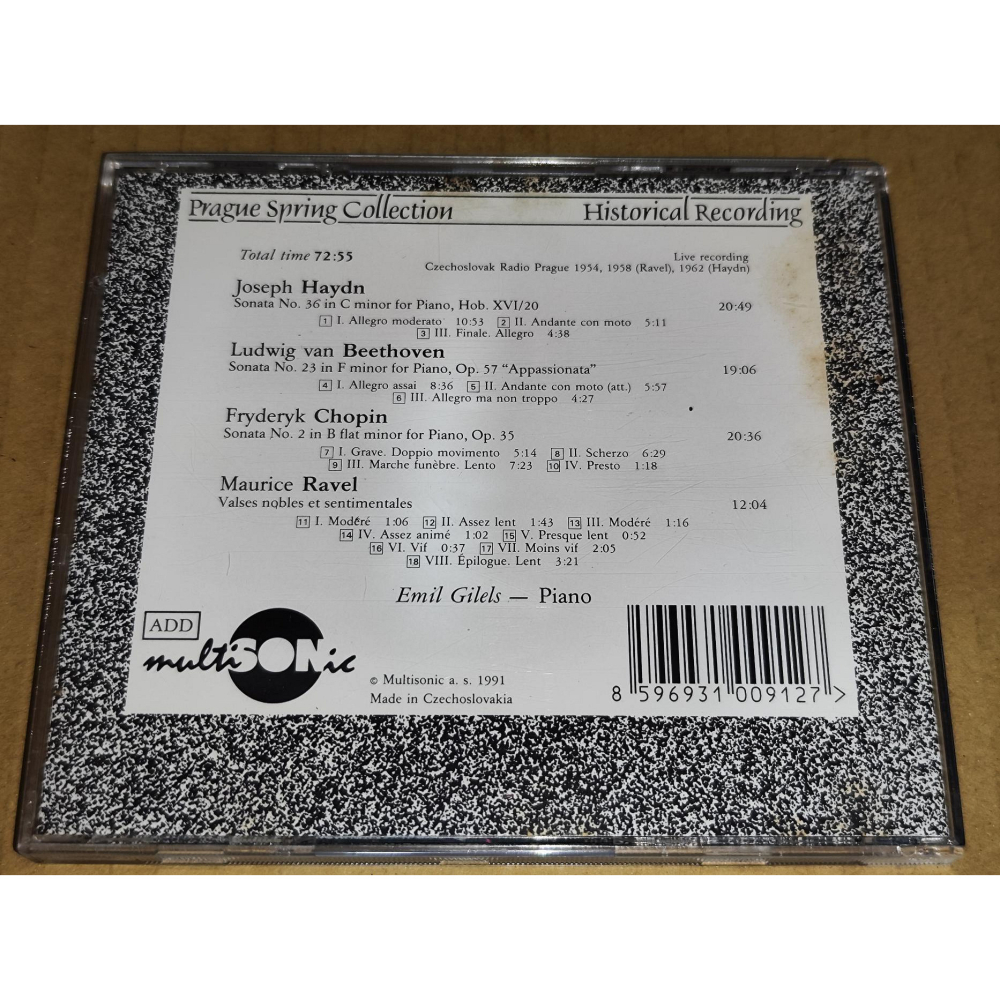 Prague Spring Collection Historical Recording
Total time 72:55
Live recording
Czechoslovak Radio Prague 1954, 1958 (Ravel), 1962 (Haydn)
Joseph Haydn
Sonata No. 36 in C minor for Piano, Hob. XVI/20 20:49
1 I. Allegro moderato 10:53 2 II. Andante con moto 5:11
3 III. Finale. Allegro 4:38
Ludwig van Beethoven
Sonata No. 23 in F minor for Piano, Op. 57 “Appassionata” 19:06
4 I. Allegro assai 8:36 5 II. Andante con moto (att.) 5:57
6 III. Allegro ma non troppo 4:27
Fryderyk Chopin
Sonata No. 2 in B flat minor for Piano, Op. 35 20:36
7 I. Grave. Doppio movimento 5:14 8 II. Scherzo 6:29
9 III. Marche funèbre. Lento 7:23 10 IV. Presto 1:18
Maurice Ravel
Valses nobles et sentimentales 12:04
11 I. Modéré 1:06 12 II. Assez lent 1:43 13 III. Modéré 1:16
14 IV. Assez animé 1:02 15 V. Presque lent 0:52
16 VI. Vif 0:37 17 VII. Moins vif 2:05
18 VIII. Épilogue. Lent 3:21
Emil Gilels — Piano
ADD
multiSONic
© Multisonic a. s. 1991
Made in Czechoslovakia
8 596931 009127 >